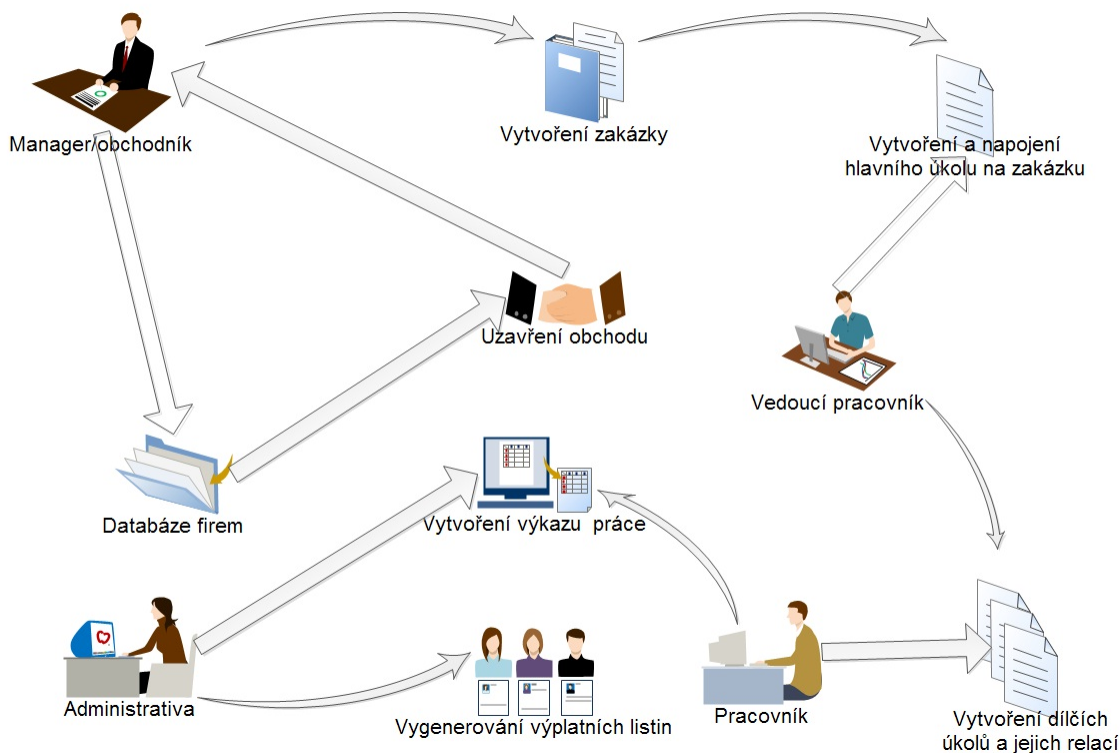 Manager/obchodník
Vytvoření zakázky
Vytvoření a napojení
hlavního úkolu na zakázku
Uzavření obchodu
Vedoucí pracovník
Databáze firem
Vytvoření výkazu  práce
Administrativa
Vygenerování výplatních listin
Pracovník
Vytvoření dílčích
úkolů a jejich relací